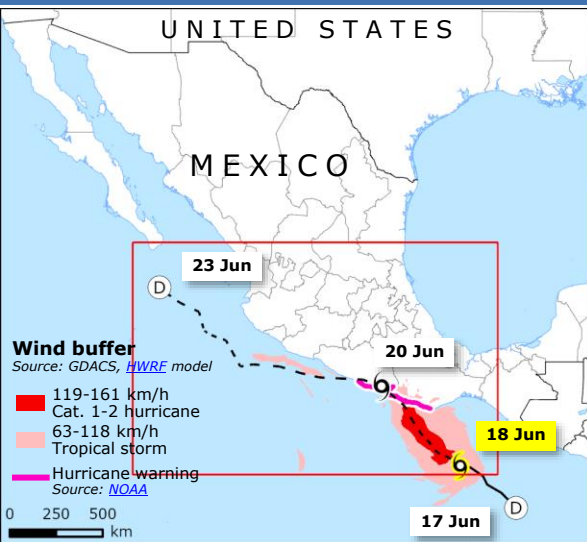 UNITED STATES
MEXICO
23 Jun
D
20 Jun
Wind buffer
Source: GDACS, HWRF model
119-161 km/h
Cat. 1-2 hurricane
63-118 km/h
Tropical storm
18 Jun
Hurricane warning
Source: NOAA
0 250 500
km
D
17 Jun